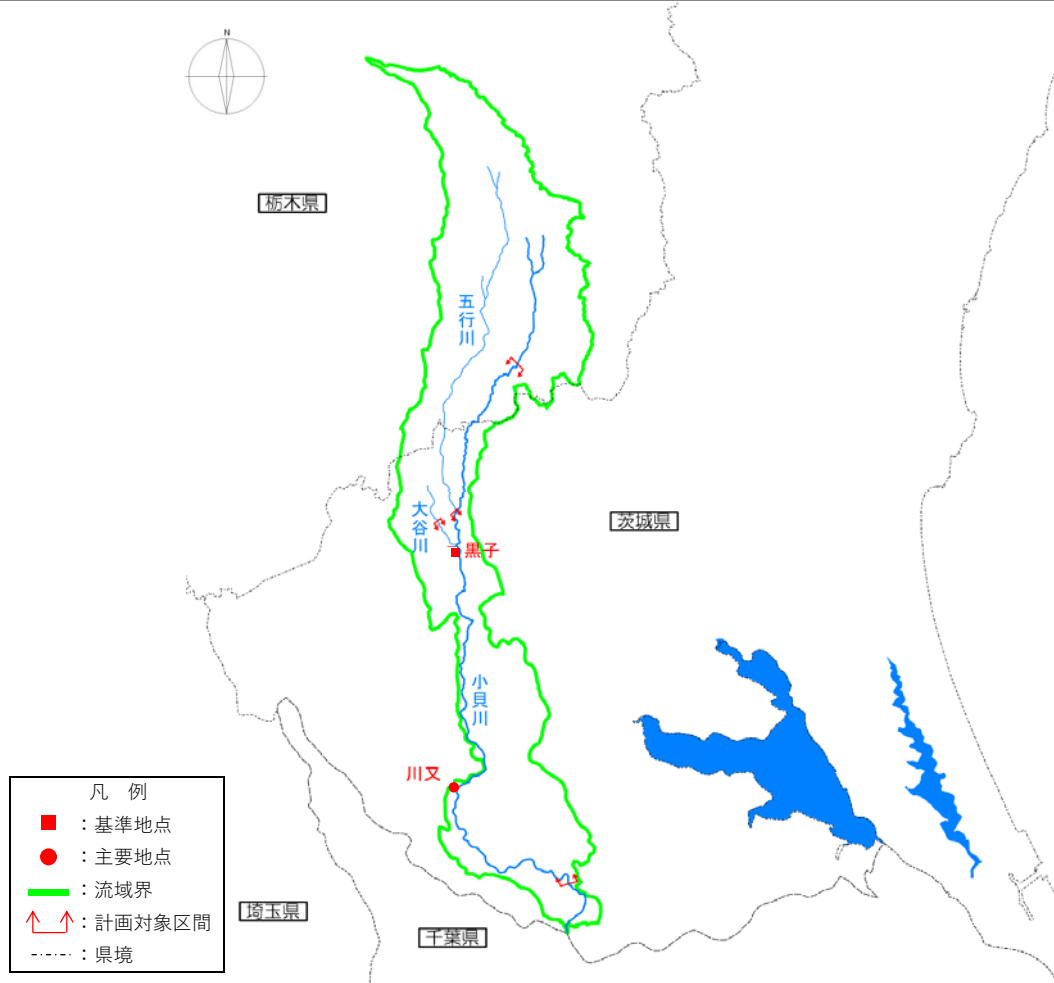 N
栃木県
五行川
大谷川
黒子
茨城県
小貝川
川又
凡 例
：基準地点
：主要地点
：流域界
：計画対象区間
：県境
埼玉県
千葉県